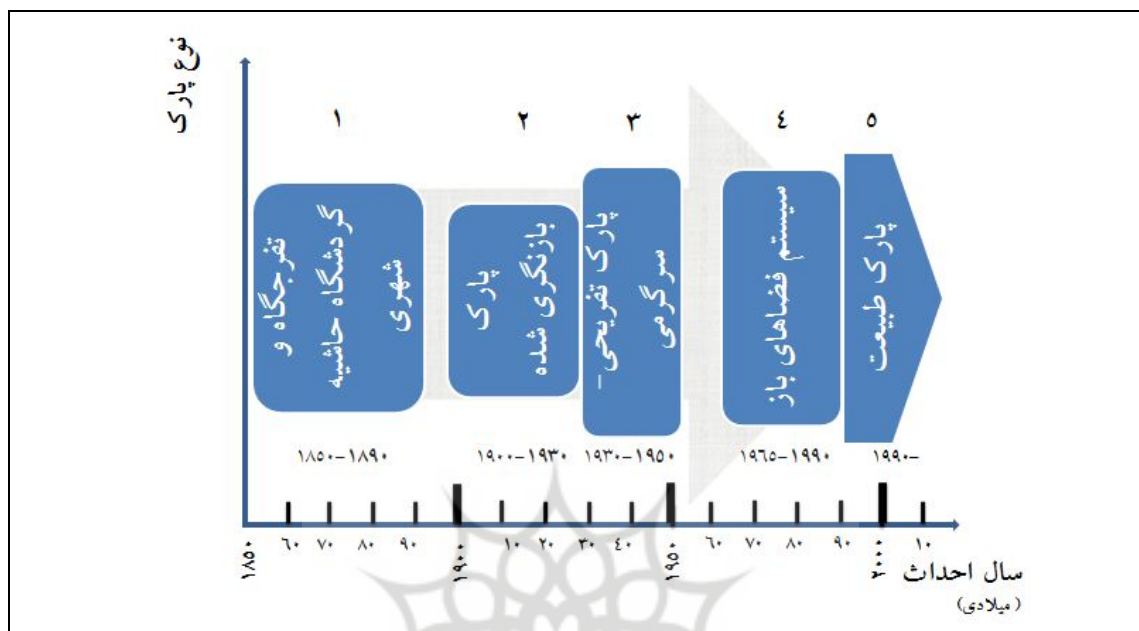 نوع پارک
۱
۲
۳
۴
۵
تفرجگاه و
گردشگاه حاشیه
شهری
پارک
بازنگری شده
پارک تفریحی-
سرگرمی
سیستم فضاهای باز
پارک طبیعت
۱۸۵۰-۱۸۹۰
۱۹۰۰-۱۹۳۰
۱۹۳۰-۱۹۵۰
۱۹۶۵-۱۹۹۰
۱۹۹۰-
۱۸۵۰
۶۰
۷۰
۸۰
۹۰
۱۹۰۰
۱۰
۲۰
۳۰
۴۰
۱۹۵۰
۶۰
۷۰
۸۰
۹۰
۲۰۰۰
۱۰
سال احداث
(میلادی)